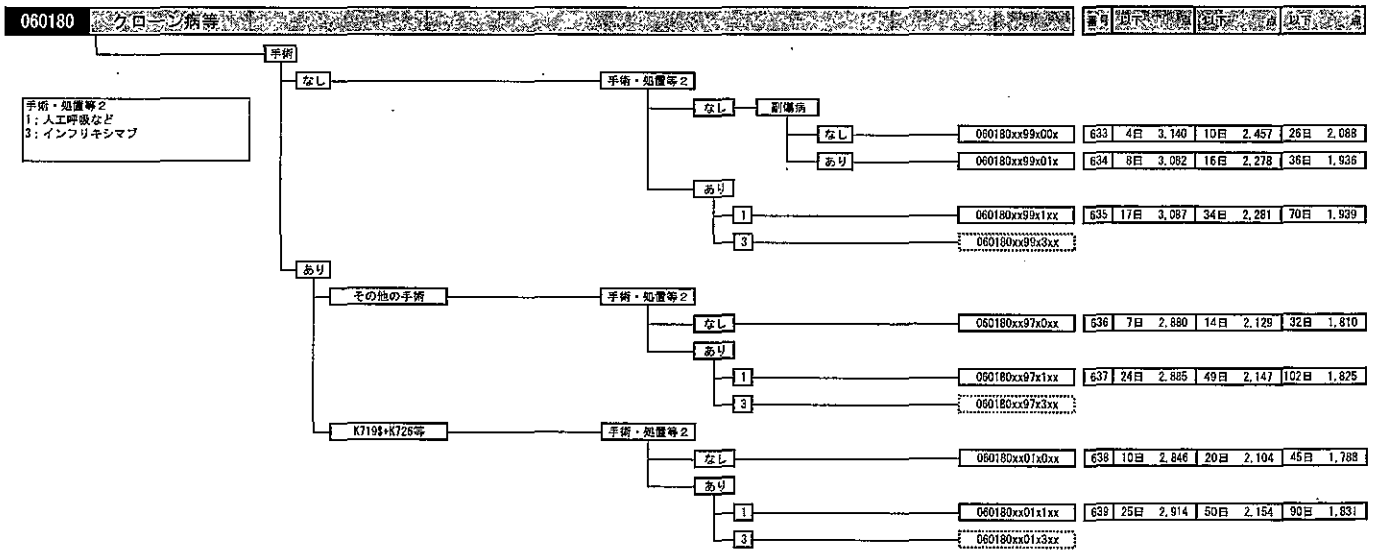 060180 クローン病等 番号 以下 点 以下 点 以下 点
手術
なし 手術・処置等2
手術・処置等2
1;人工呼吸など
3;インフリキシマブ
なし 副傷病
なし 060180xx99x00x 633 4日 3,140 10日 2,457 26日 2,088
あり 060180xx99x01x 634 8日 3,082 16日 2,278 36日 1,936
あり
1 060180xx99x1xx 635 17日 3,087 34日 2,281 70日 1,939
3 060180xx99x3xx
あり
その他の手術 手術・処置等2
なし 060180xx97x0xx 636 7日 2,880 14日 2,129 32日 1,810
あり
1 060180xx97x1xx 637 24日 2,885 49日 2,147 102日 1,825
3 060180xx97x3xx
K719$+K726等 手術・処置等2
なし 060180xx01x0xx 638 10日 2,846 20日 2,104 45日 1,788
あり
1 060180xx01x1xx 639 25日 2,914 50日 2,154 90日 1,831
3 060180xx01x3xx